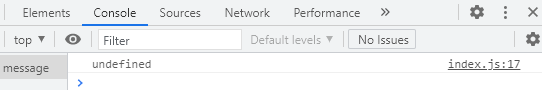 Elements Console Sources Network Performance »
top ▼ Filter Default levels ▼ No Issues
message undefined index.js:17
>